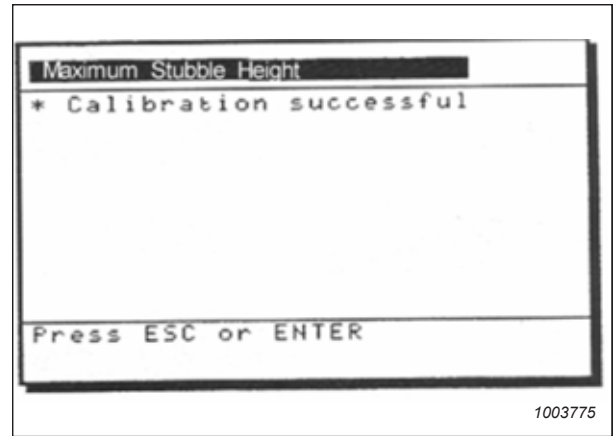 Maximum Stubble Height
* Calibration successful
Press ESC or ENTER
1003775